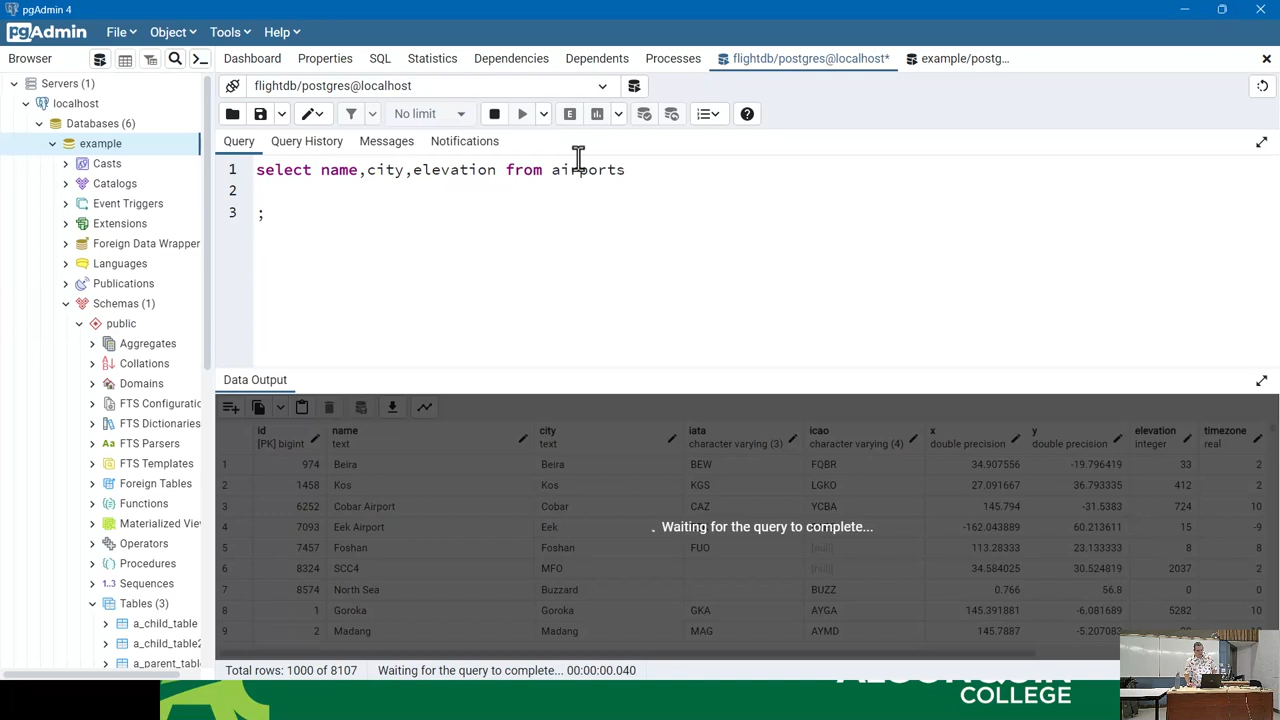 pgAdmin 4
pgAdmin File Object Tools Help
Browser Dashboard Properties SQL Statistics Dependencies Dependents Processes flightdb/postgres@localhost* example/postg...
Servers (1)
localhost
Databases (6)
example
Casts
Catalogs
Event Triggers
Extensions
Foreign Data Wrapper
Languages
Publications
Schemas (1)
public
Aggregates
Collations
Domains
FTS Configuratio
FTS Dictionaries
FTS Parsers
FTS Templates
Foreign Tables
Functions
Materialized Vie
Operators
Procedures
Sequences
Tables (3)
a_child_table
a_child_table2
a_parent_table
flightdb/postgres@localhost
No limit
Query Query History Messages Notifications
1 select name,city,elevation from airports
2
3 ;
Data Output
id name city iata icao x y elevation timezone
[PK] bigint text text character varying (3) character varying (4) double precision double precision integer real
1 974 Beira Beira BEW FQBR 34.907556 -19.796419 33 2
2 1458 Kos Kos KGS LGKO 27.091667 36.793335 412 2
3 6252 Cobar Airport Cobar CAZ YCBA 145.794 -31.5383 724 10
4 7093 Eek Airport Eek -162.043889 60.213611 15 -9
Waiting for the query to complete...
5 7457 Foshan Foshan FUO [null] 113.28333 23.133333 8 8
6 8324 SCC4 MFO [null] 34.584025 30.524819 2037 2
7 8574 North Sea Buzzard BUZZ 0.766 56.8 0 0
8 1 Goroka Goroka GKA AYGA 145.391881 -6.081689 5282 10
9 2 Madang Madang MAG AYMD 145.7887 -5.207083
Total rows: 1000 of 8107 Waiting for the query to complete... 00:00:00.040
COLLEGE